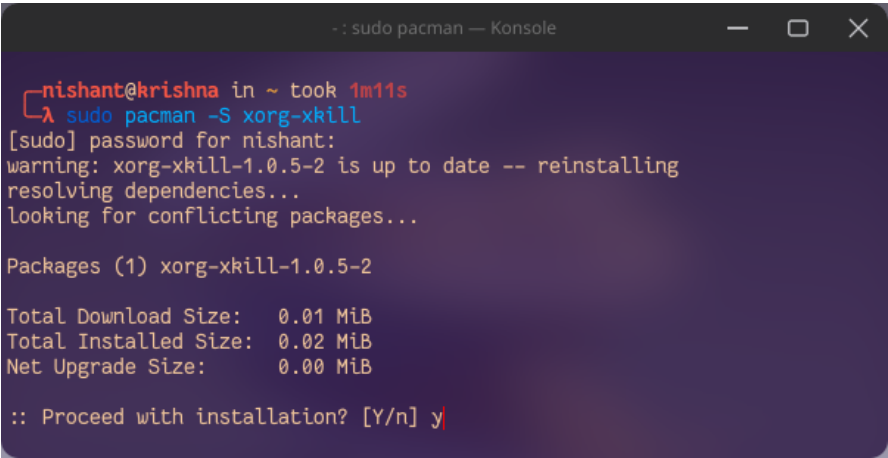 - : sudo pacman — Konsole
nishant@krishna in ~ took 1m11s
λ sudo pacman -S xorg-xkill
[sudo] password for nishant:
warning: xorg-xkill-1.0.5-2 is up to date -- reinstalling
resolving dependencies...
looking for conflicting packages...
Packages (1) xorg-xkill-1.0.5-2
Total Download Size:   0.01 MiB
Total Installed Size:  0.02 MiB
Net Upgrade Size:      0.00 MiB
:: Proceed with installation? [Y/n] y